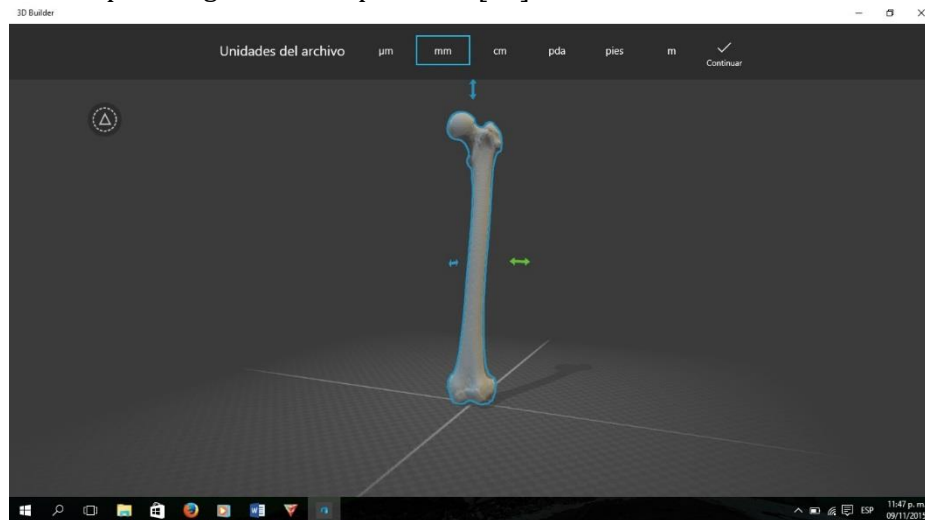 3D Builder
Unidades del archivo µm mm cm pda pies m Continuar
ESP 11:47 p. m.
09/11/2015